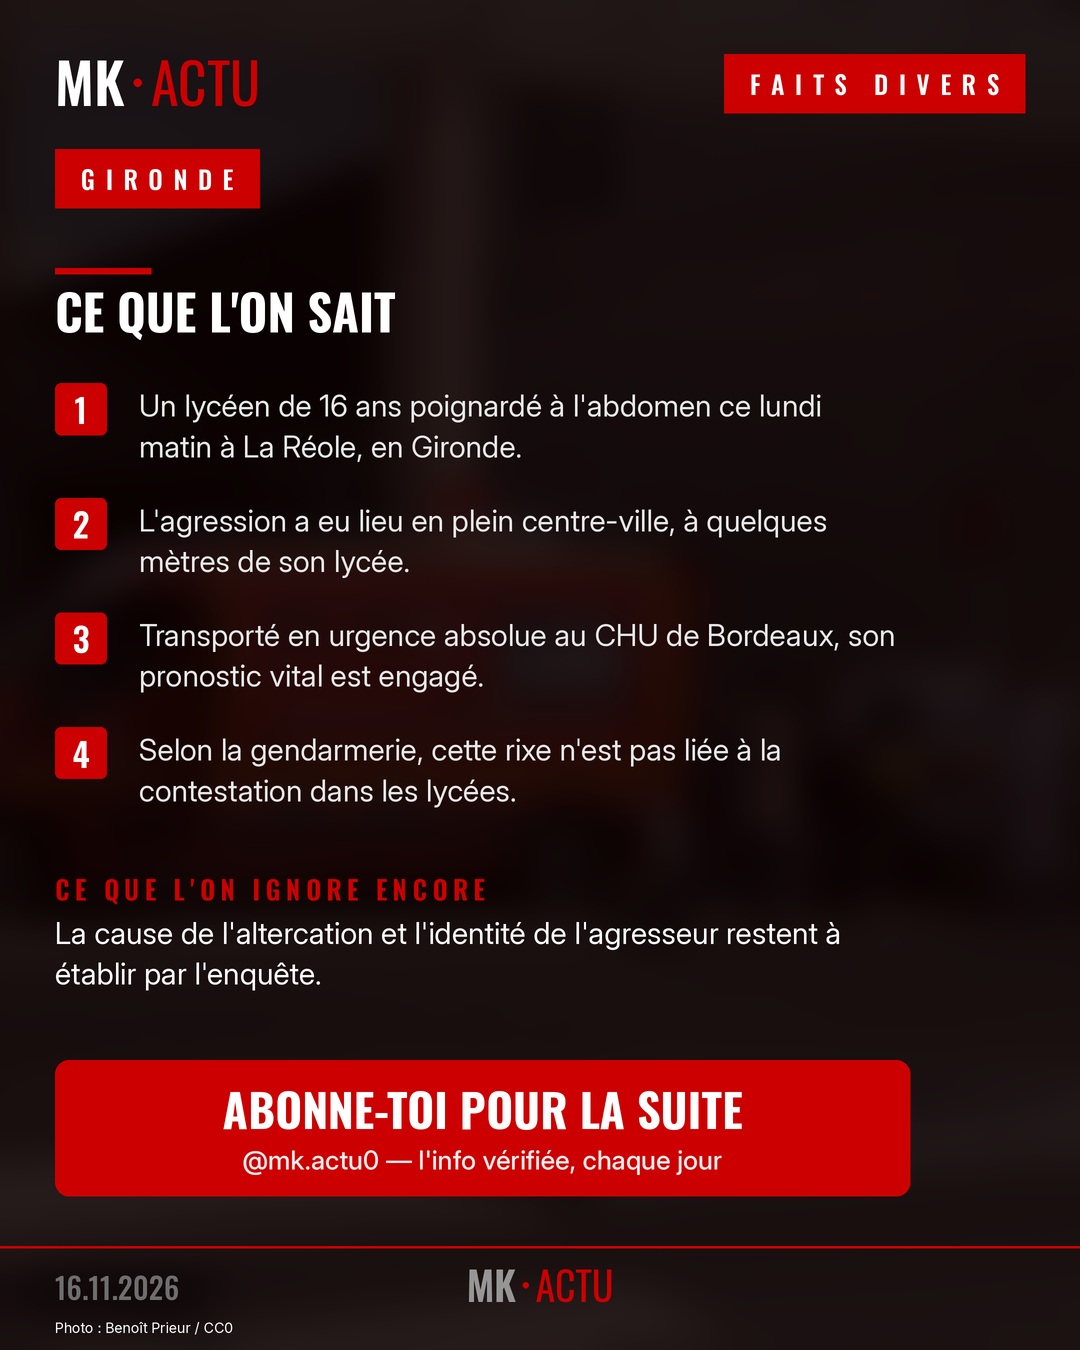 MK·ACTU
FAITS DIVERS
GIRONDE
CE QUE L'ON SAIT
1
Un lycéen de 16 ans poignardé à l'abdomen ce lundi
matin à La Réole, en Gironde.
2
L'agression a eu lieu en plein centre-ville, à quelques
mètres de son lycée.
3
Transporté en urgence absolue au CHU de Bordeaux, son
pronostic vital est engagé.
4
Selon la gendarmerie, cette rixe n'est pas liée à la
contestation dans les lycées.
CE QUE L'ON IGNORE ENCORE
La cause de l'altercation et l'identité de l'agresseur restent à
établir par l'enquête.
ABONNE-TOI POUR LA SUITE
@mk.actu0 — l'info vérifiée, chaque jour
16.11.2026
MK·ACTU
Photo : Benoît Prieur / CC0